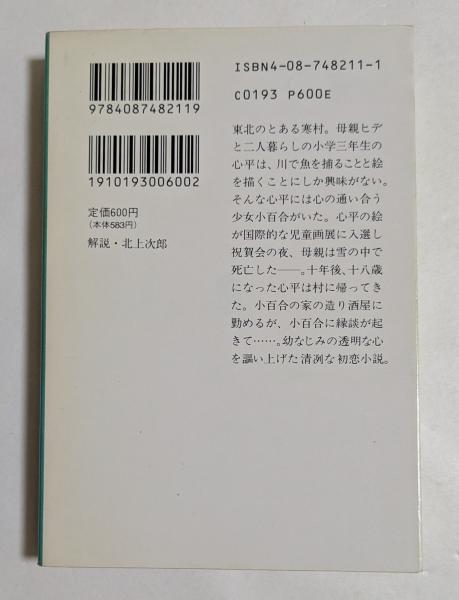 ISBN4-08-748211-1
C0193 P600E
9784087482119
1910193006002
定価600円
(本体583円)
解説・北上次郎
東北のとある寒村。母親ヒデ
と二人暮らしの小学三年生の
心平は、川で魚を捕ることと絵
を描くことにしか興味がない。
そんな心平には心の通い合う
少女小百合がいた。心平の絵
が国際的な児童画展に入選し
祝賀会の夜、母親は雪の中で
死亡した――。十年後、十八歳
になった心平は村に帰ってき
た。小百合の家の造り酒屋に
勤めるが、小百合に縁談が起
きて……。幼なじみの透明な心
を謳い上げた清冽な初恋小説。